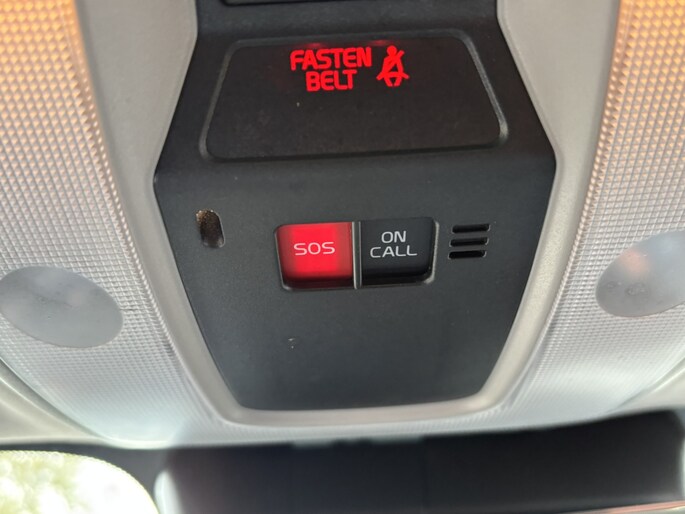 FASTEN
BELT
SOS
ON
CALL